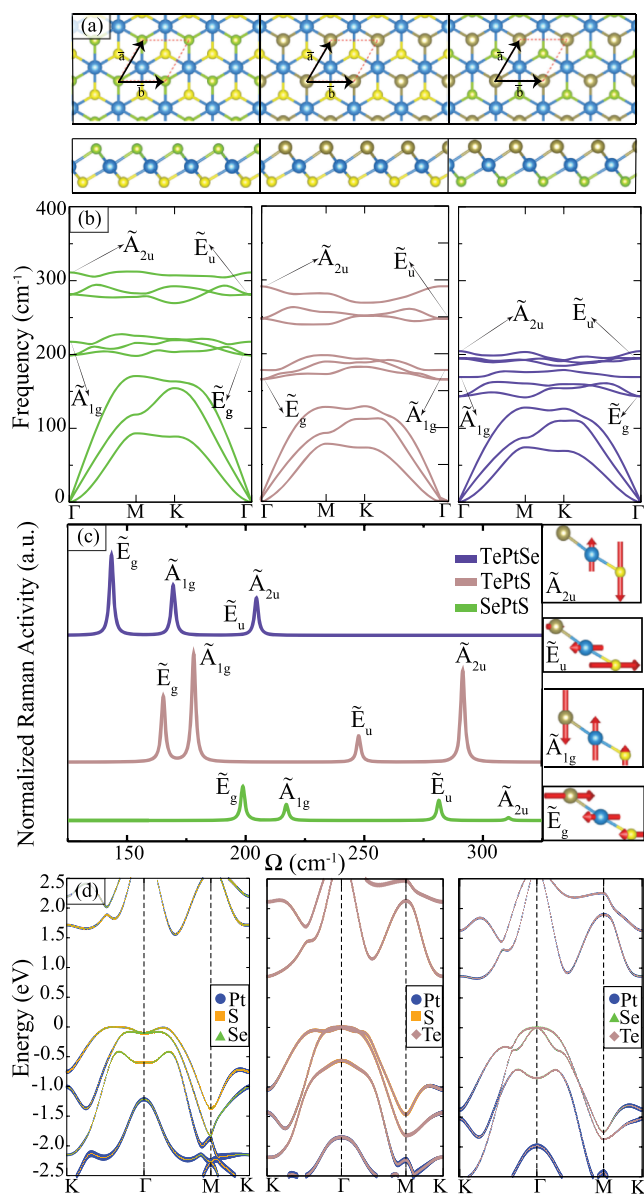 (a)
a̅ b̅ a̅ b̅ a̅ b̅
(b)
Frequency (cm⁻¹)
400
300
200
100
0
Ã₂ᵤ Ẽᵤ Ã₁g Ẽg
Ã₂ᵤ Ẽᵤ Ẽg Ã₁g
Ã₂ᵤ Ẽᵤ Ã₁g Ẽg
Γ M K Γ Γ M K Γ Γ M K Γ
(c)
Normalized Raman Activity (a.u.)
Ẽg Ã₁g Ẽᵤ Ã₂ᵤ
TePtSe
TePtS
SePtS
Ẽg Ã₁g Ẽᵤ Ã₂ᵤ
Ẽg Ã₁g Ẽᵤ Ã₂ᵤ
150 200 250 300
Ω (cm⁻¹)
Ã₂ᵤ
Ẽᵤ
Ã₁g
Ẽg
(d)
Energy (eV)
2.5
2.0
1.5
1.0
0.5
0
-0.5
-1.0
-1.5
-2.0
-2.5
Pt
S
Se
Pt
S
Te
Pt
Se
Te
K Γ M K K Γ M K K Γ M K